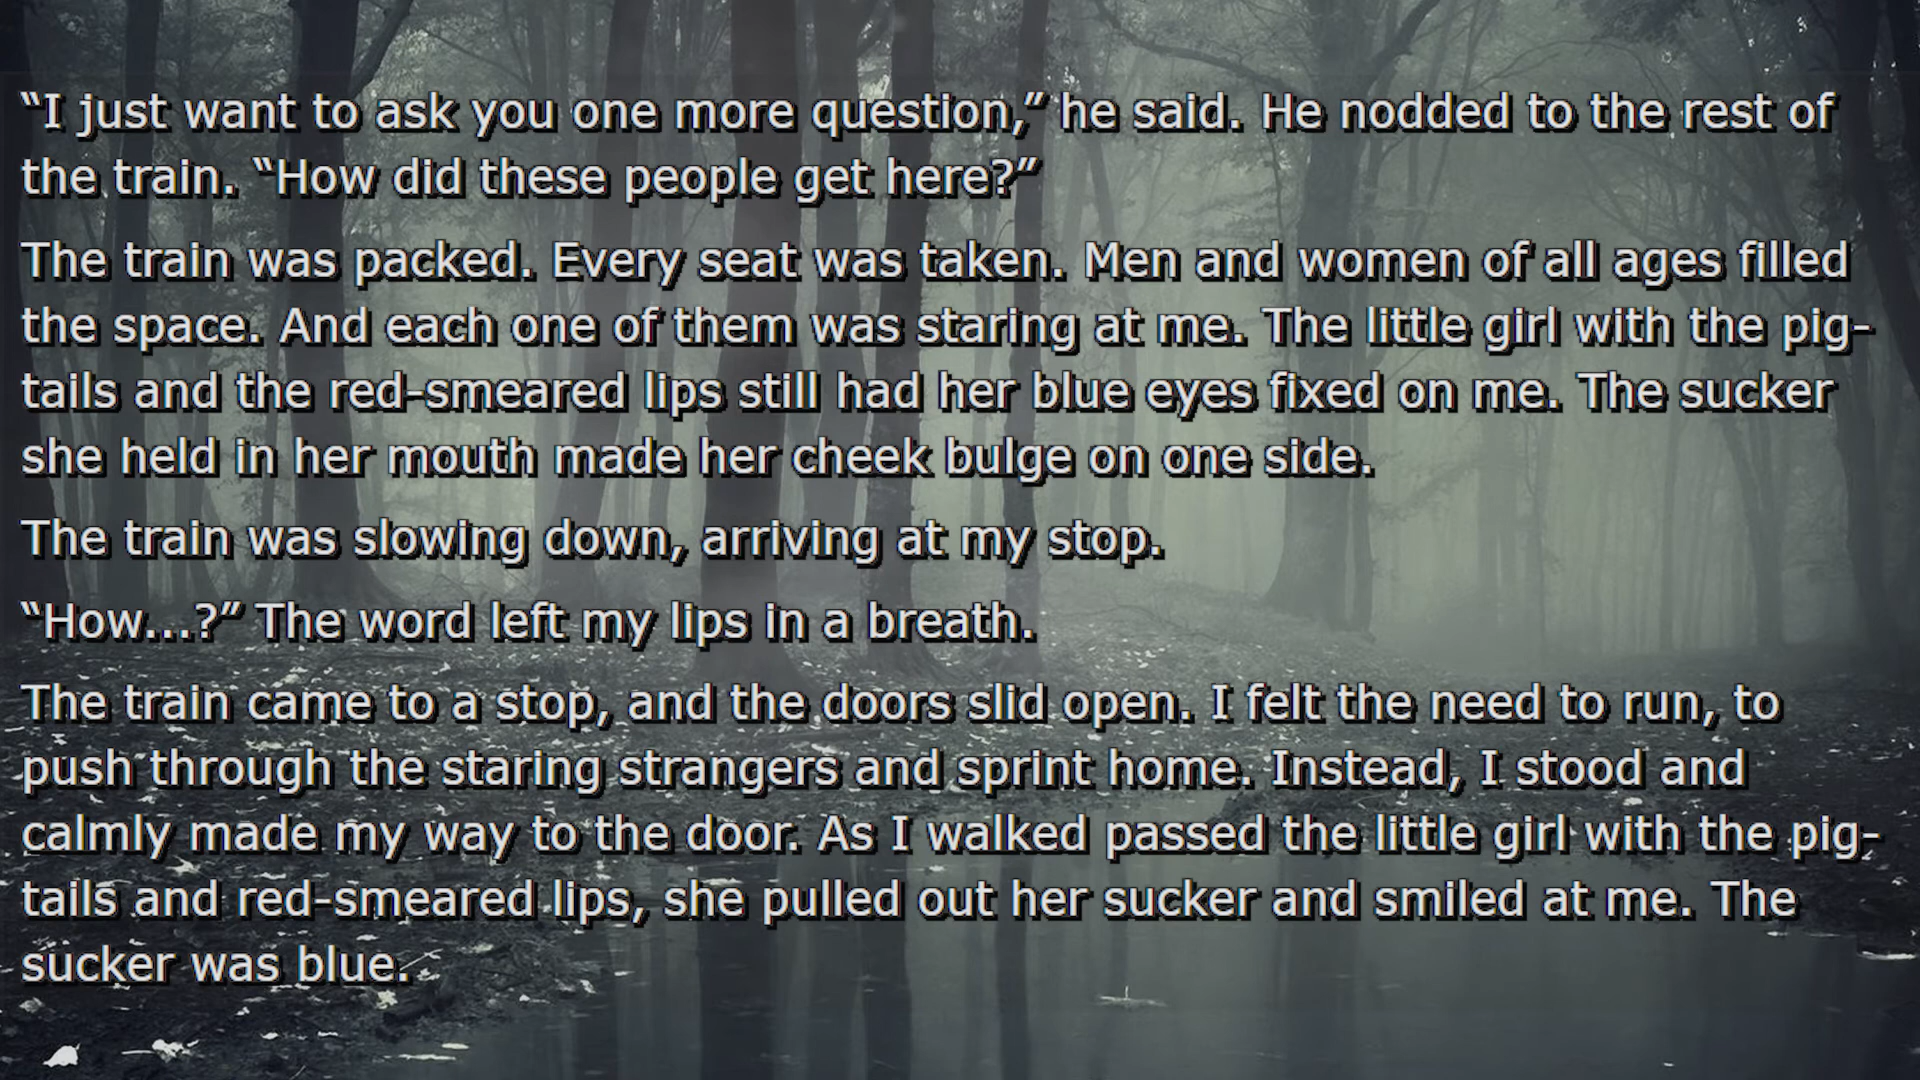 “I just want to ask you one more question,” he said. He nodded to the rest of
the train. “How did these people get here?”
The train was packed. Every seat was taken. Men and women of all ages filled
the space. And each one of them was staring at me. The little girl with the pig-
tails and the red-smeared lips still had her blue eyes fixed on me. The sucker
she held in her mouth made her cheek bulge on one side.
The train was slowing down, arriving at my stop.
“How...?” The word left my lips in a breath.
The train came to a stop, and the doors slid open. I felt the need to run, to
push through the staring strangers and sprint home. Instead, I stood and
calmly made my way to the door. As I walked passed the little girl with the pig-
tails and red-smeared lips, she pulled out her sucker and smiled at me. The
sucker was blue.